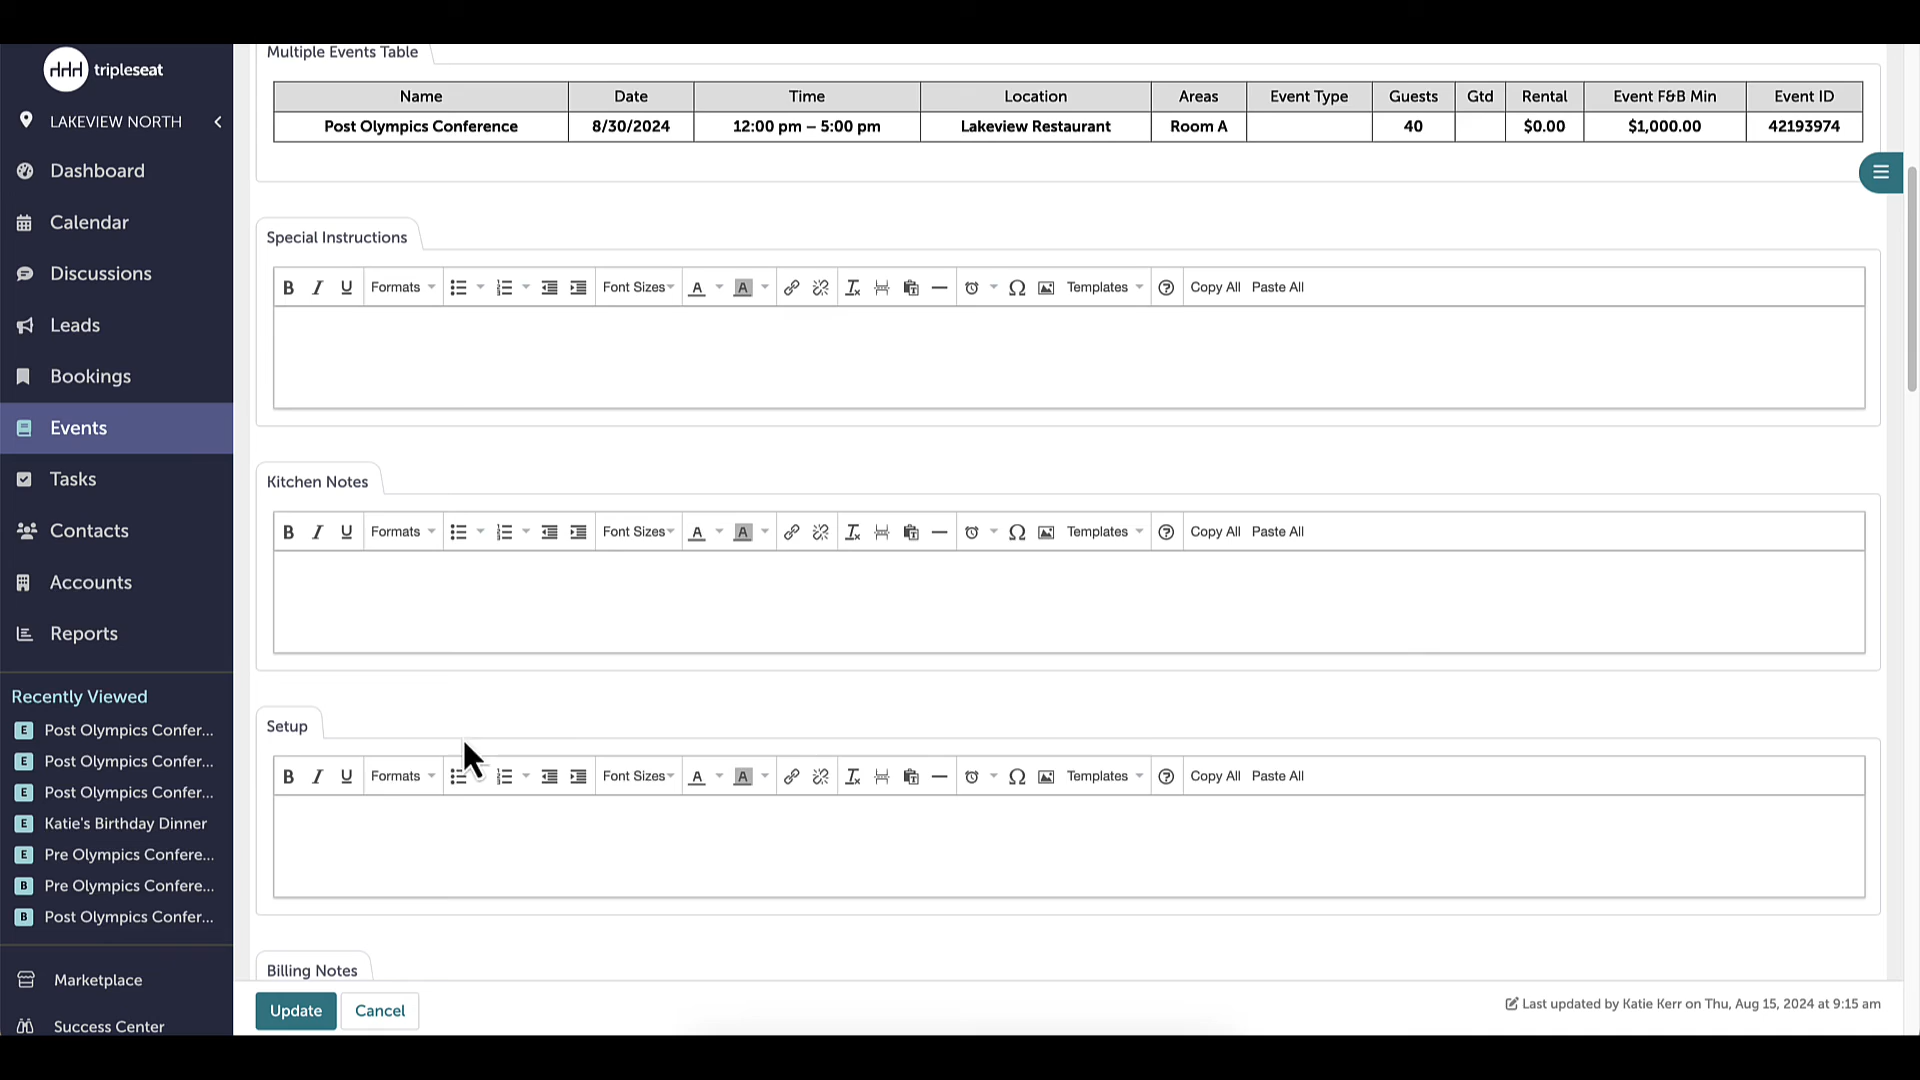 tripleseat
LAKEVIEW NORTH
Dashboard
Calendar
Discussions
Leads
Bookings
Events
Tasks
Contacts
Accounts
Reports
Recently Viewed
E Post Olympics Confer...
E Post Olympics Confer...
E Post Olympics Confer...
E Katie's Birthday Dinner
E Pre Olympics Confere...
B Pre Olympics Confere...
B Post Olympics Confer...
Marketplace
Success Center
Multiple Events Table
Name Date Time Location Areas Event Type Guests Gtd Rental Event F&B Min Event ID
Post Olympics Conference 8/30/2024 12:00 pm – 5:00 pm Lakeview Restaurant Room A 40 $0.00 $1,000.00 42193974
Special Instructions
B I U Formats Font Sizes A A Ω Templates Copy All Paste All
Kitchen Notes
B I U Formats Font Sizes A A Ω Templates Copy All Paste All
Setup
B I U Formats Font Sizes A A Ω Templates Copy All Paste All
Billing Notes
Update Cancel
Last updated by Katie Kerr on Thu, Aug 15, 2024 at 9:15 am